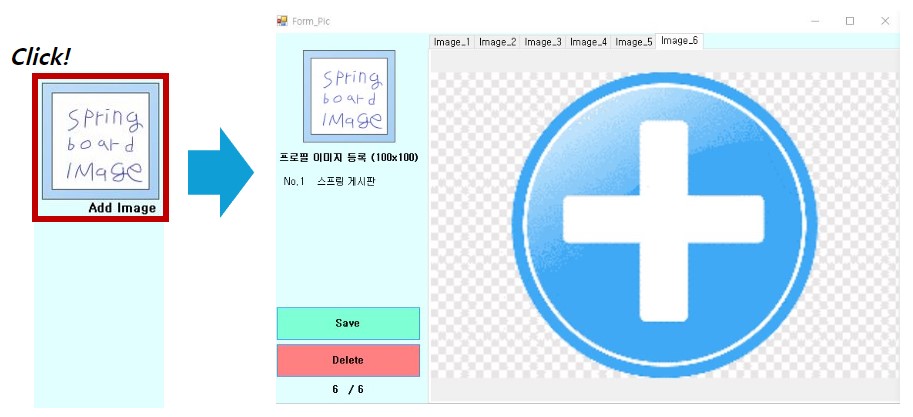 Click!
spring
board
IMage
Add Image
Form_Pic
Image_1 Image_2 Image_3 Image_4 Image_5 Image_6
spring
board
IMage
프로필 이미지 등록 (100x100)
No,1 스프링 게시판
Save
Delete
6 / 6